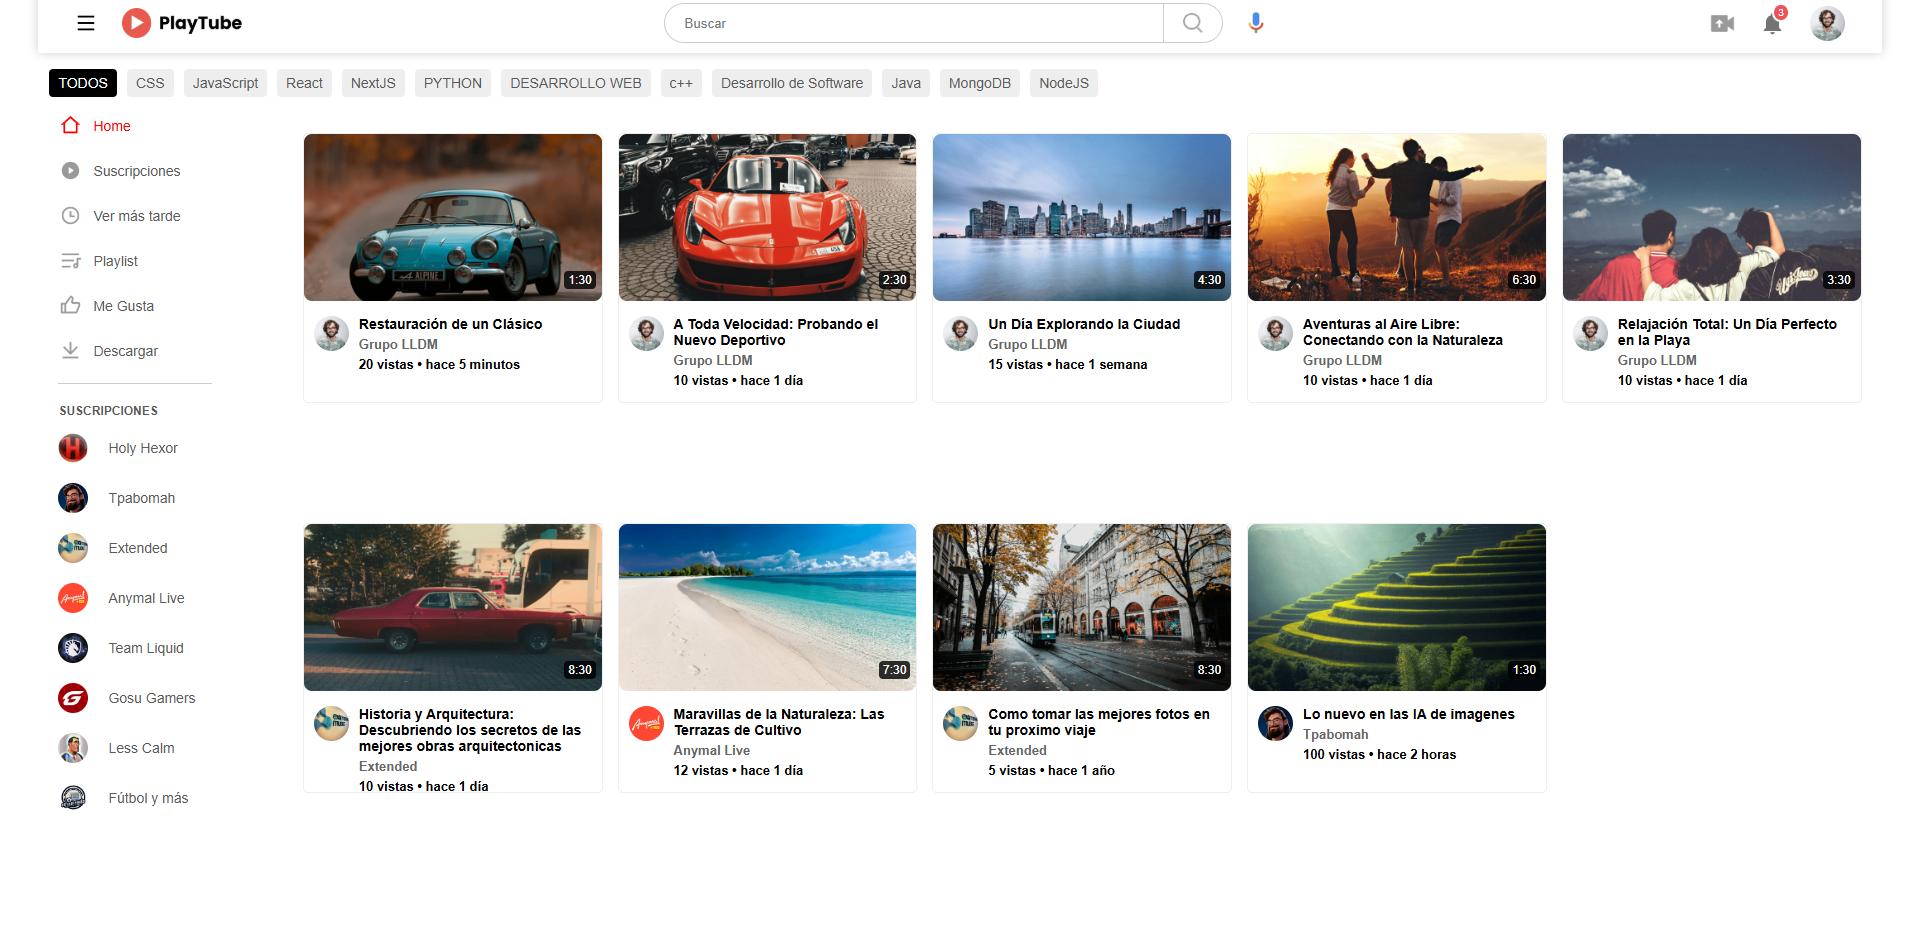 PlayTube
Buscar
3
TODOS
CSS
JavaScript
React
NextJS
PYTHON
DESARROLLO WEB
c++
Desarrollo de Software
Java
MongoDB
NodeJS
Home
Suscripciones
Ver más tarde
Playlist
Me Gusta
Descargar
SUSCRIPCIONES
Holy Hexor
Tpabomah
Extended
Anymal Live
Team Liquid
Gosu Gamers
Less Calm
Fútbol y más
ALPINE
1:30
Restauración de un Clásico
Grupo LLDM
20 vistas • hace 5 minutos
2:30
A Toda Velocidad: Probando el
Nuevo Deportivo
Grupo LLDM
10 vistas • hace 1 día
4:30
Un Día Explorando la Ciudad
Grupo LLDM
15 vistas • hace 1 semana
6:30
Aventuras al Aire Libre:
Conectando con la Naturaleza
Grupo LLDM
10 vistas • hace 1 día
3:30
Relajación Total: Un Día Perfecto
en la Playa
Grupo LLDM
10 vistas • hace 1 día
8:30
Historia y Arquitectura:
Descubriendo los secretos de las
mejores obras arquitectonicas
Extended
10 vistas • hace 1 día
7:30
Maravillas de la Naturaleza: Las
Terrazas de Cultivo
Anymal Live
12 vistas • hace 1 día
8:30
Como tomar las mejores fotos en
tu proximo viaje
Extended
5 vistas • hace 1 año
1:30
Lo nuevo en las IA de imagenes
Tpabomah
100 vistas • hace 2 horas